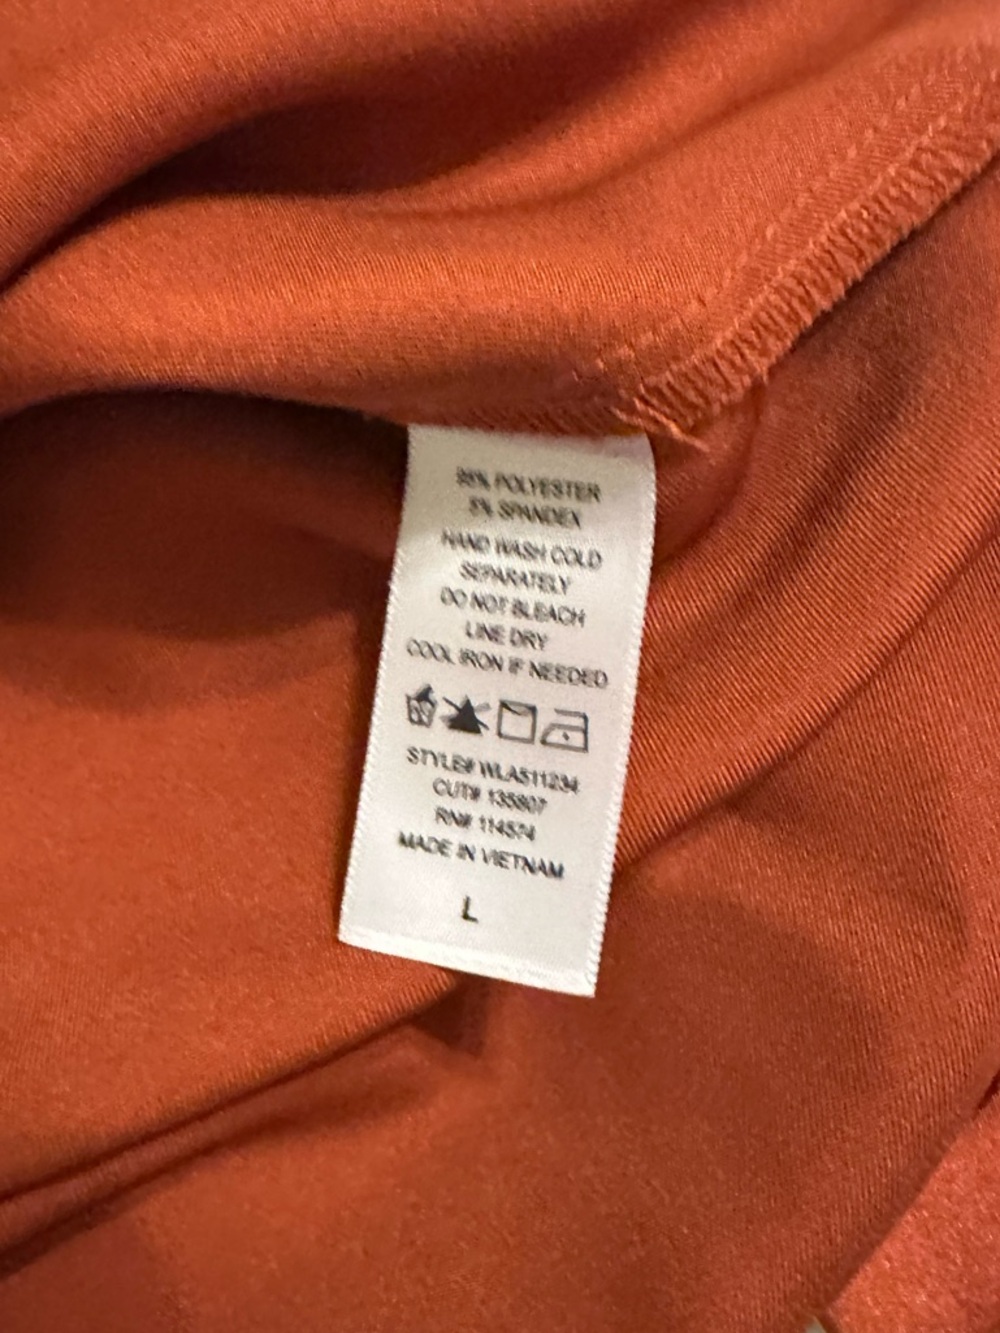 95% POLYESTER
5% SPANDEX
HAND WASH COLD
SEPARATELY
DO NOT BLEACH
LINE DRY
COOL IRON IF NEEDED
STYLE# WLA511234
CUT# 135807
RN# 114574
MADE IN VIETNAM
L